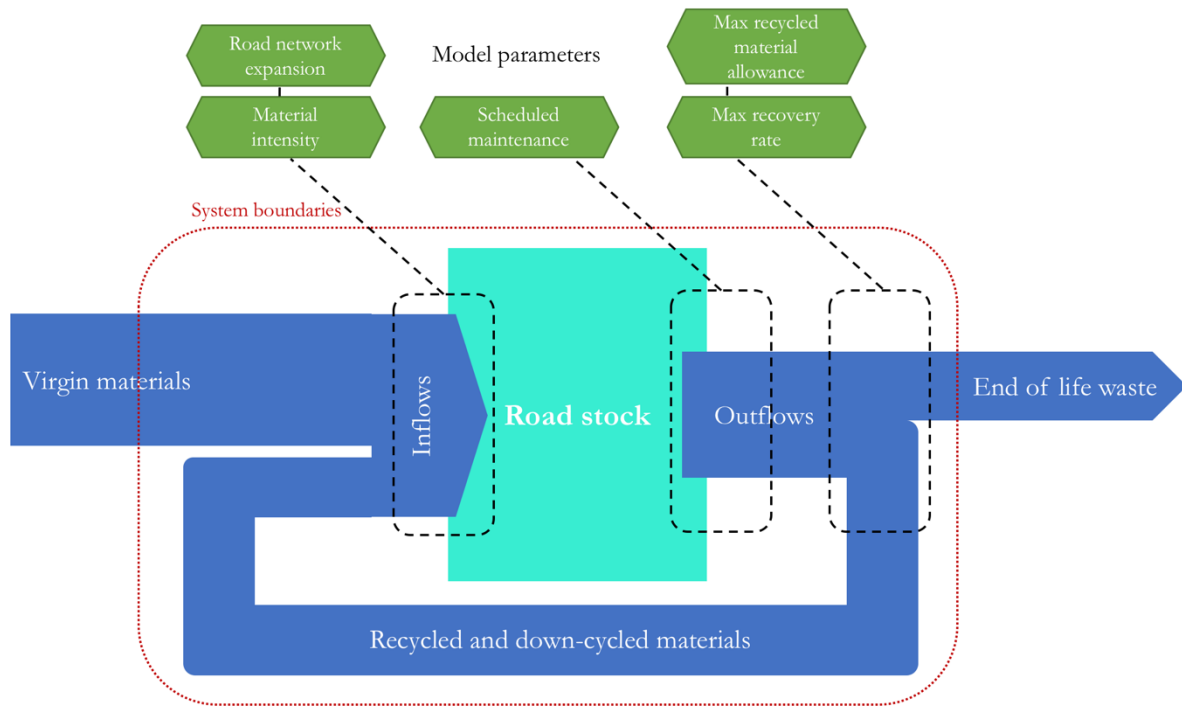 Road network
expansion
Material
intensity
Model parameters
Scheduled
maintenance
Max recycled
material
allowance
Max recovery
rate
System boundaries
Virgin materials
Inflows
Road stock
Outflows
End of life waste
Recycled and down-cycled materials